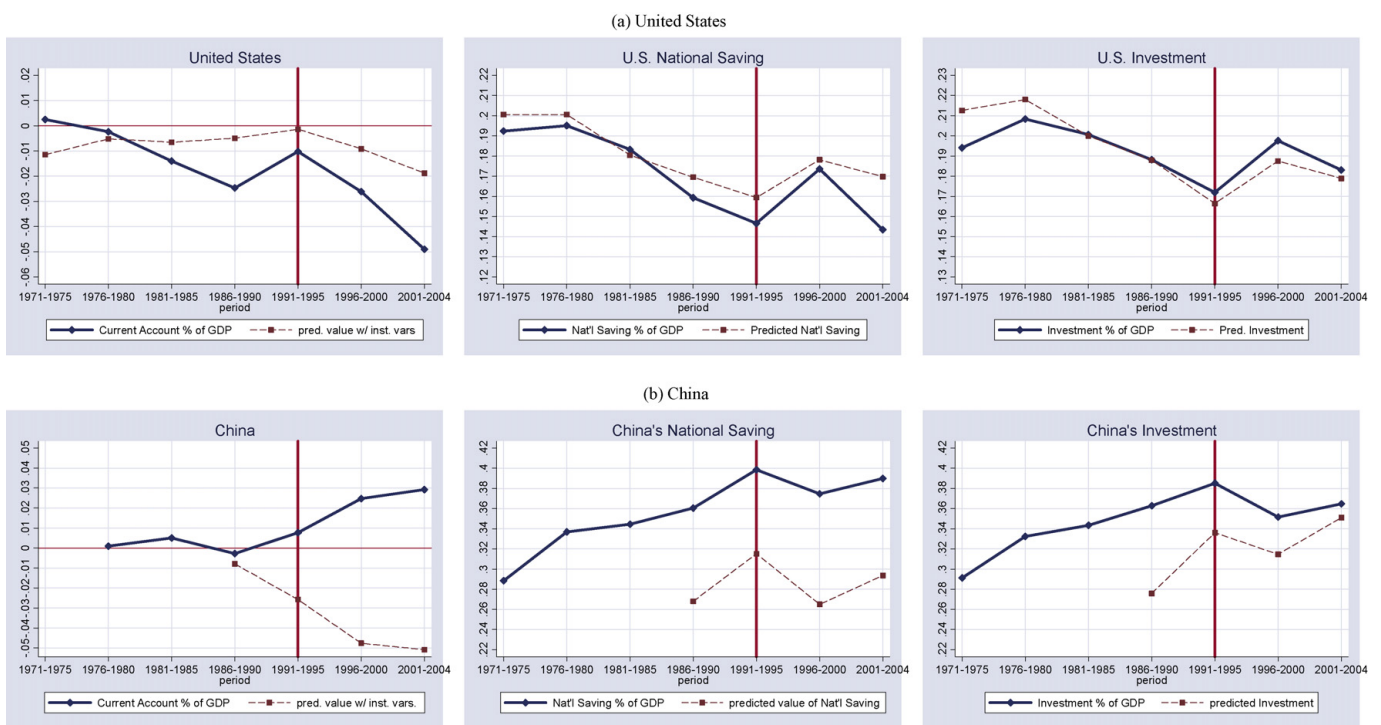 (a) United States
United States
.02
.01
0
-.01
-.02
-.03
-.04
-.05
-.06
1971-1975 1976-1980 1981-1985 1986-1990 1991-1995 1996-2000 2001-2004
period
Current Account % of GDP pred. value w/ inst. vars
U.S. National Saving
.22
.21
.2
.19
.18
.17
.16
.15
.14
.13
.12
1971-1975 1976-1980 1981-1985 1986-1990 1991-1995 1996-2000 2001-2004
period
Nat'l Saving % of GDP Predicted Nat'l Saving
U.S. Investment
.23
.22
.21
.2
.19
.18
.17
.16
.15
.14
.13
1971-1975 1976-1980 1981-1985 1986-1990 1991-1995 1996-2000 2001-2004
period
Investment % of GDP Pred. Investment
(b) China
China
.05
.04
.03
.02
.01
0
-.01
-.02
-.03
-.04
-.05
1971-1975 1976-1980 1981-1985 1986-1990 1991-1995 1996-2000 2001-2004
period
Current Account % of GDP pred. value w/ inst. vars.
China's National Saving
.42
.4
.38
.36
.34
.32
.3
.28
.26
.24
.22
1971-1975 1976-1980 1981-1985 1986-1990 1991-1995 1996-2000 2001-2004
period
Nat'l Saving % of GDP predicted value of Nat'l Saving
China's Investment
.42
.4
.38
.36
.34
.32
.3
.28
.26
.24
.22
1971-1975 1976-1980 1981-1985 1986-1990 1991-1995 1996-2000 2001-2004
period
Investment % of GDP predicted Investment